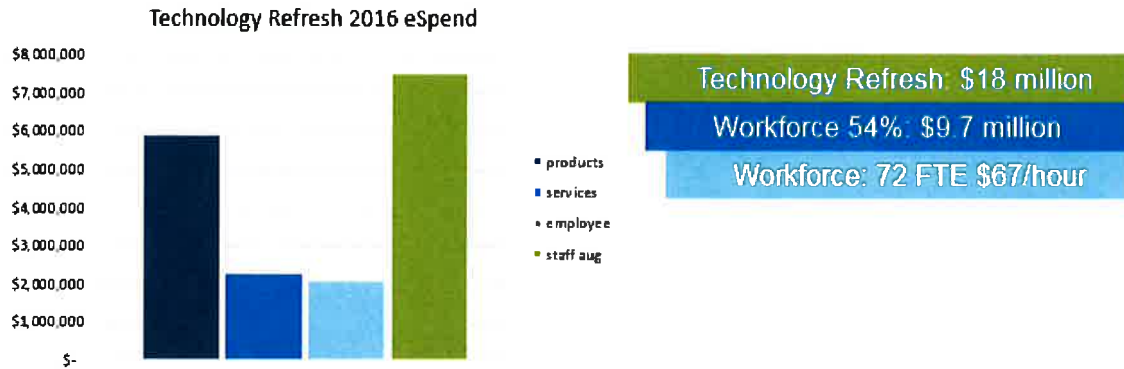 Technology Refresh 2016 eSpend
$8,000,000
$7,000,000
$6,000,000
$5,000,000
$4,000,000
$3,000,000
$2,000,000
$1,000,000
$-
products
services
employee
staff aug
Technology Refresh: $18 million
Workforce 54%: $9.7 million
Workforce: 72 FTE $67/hour